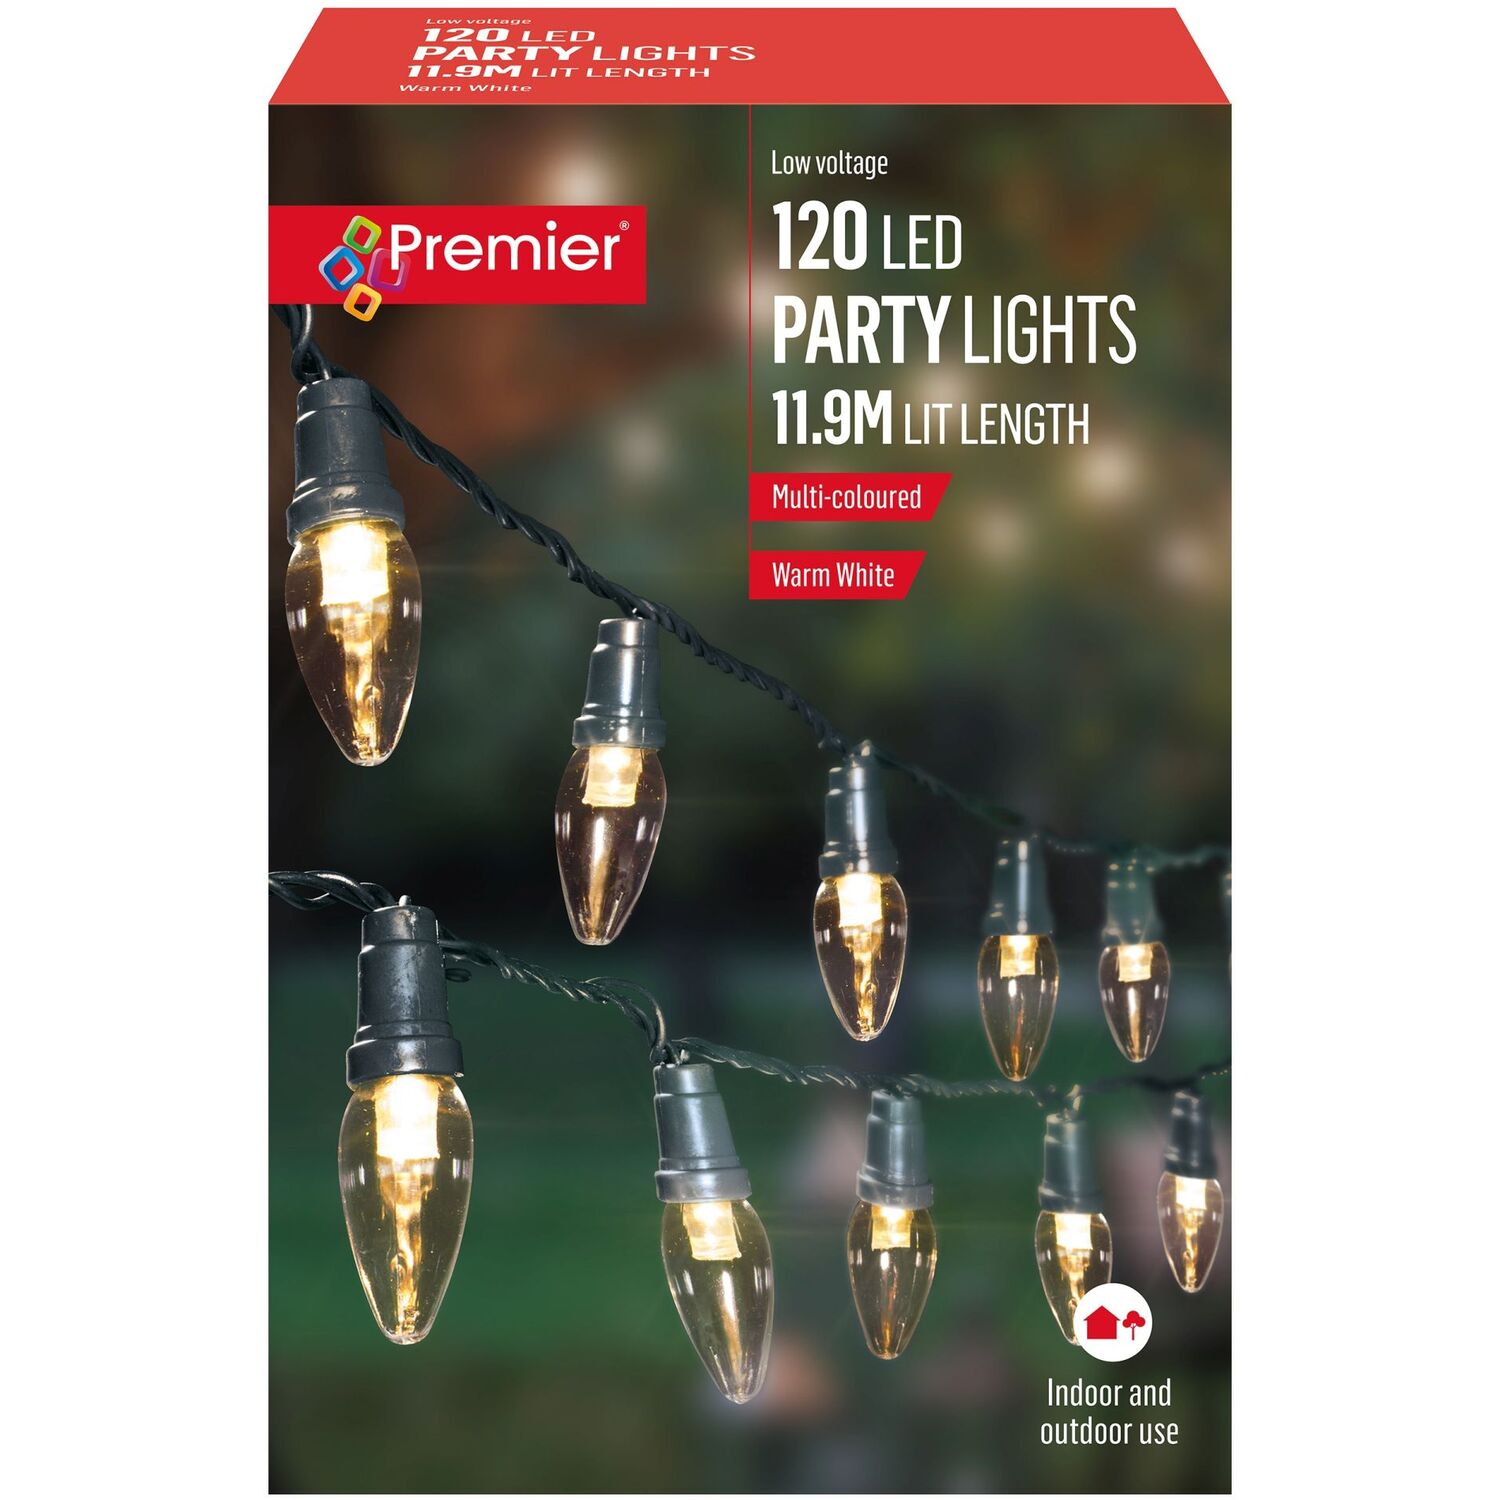 Low voltage
120 LED
PARTY LIGHTS
11.9M LIT LENGTH
Warm White
Premier®
Low voltage
120 LED
PARTY LIGHTS
11.9M LIT LENGTH
Multi-coloured
Warm White
Indoor and
outdoor use